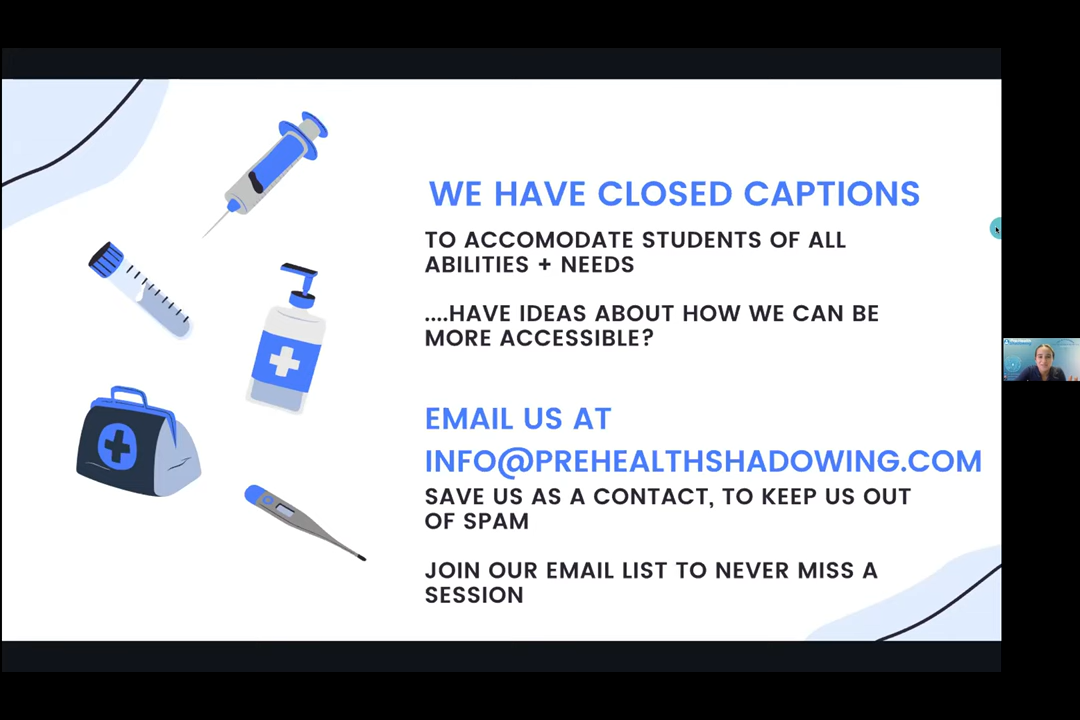 WE HAVE CLOSED CAPTIONS
TO ACCOMODATE STUDENTS OF ALL
ABILITIES + NEEDS
....HAVE IDEAS ABOUT HOW WE CAN BE
MORE ACCESSIBLE?
EMAIL US AT
INFO@PREHEALTHSHADOWING.COM
SAVE US AS A CONTACT, TO KEEP US OUT
OF SPAM
JOIN OUR EMAIL LIST TO NEVER MISS A
SESSION